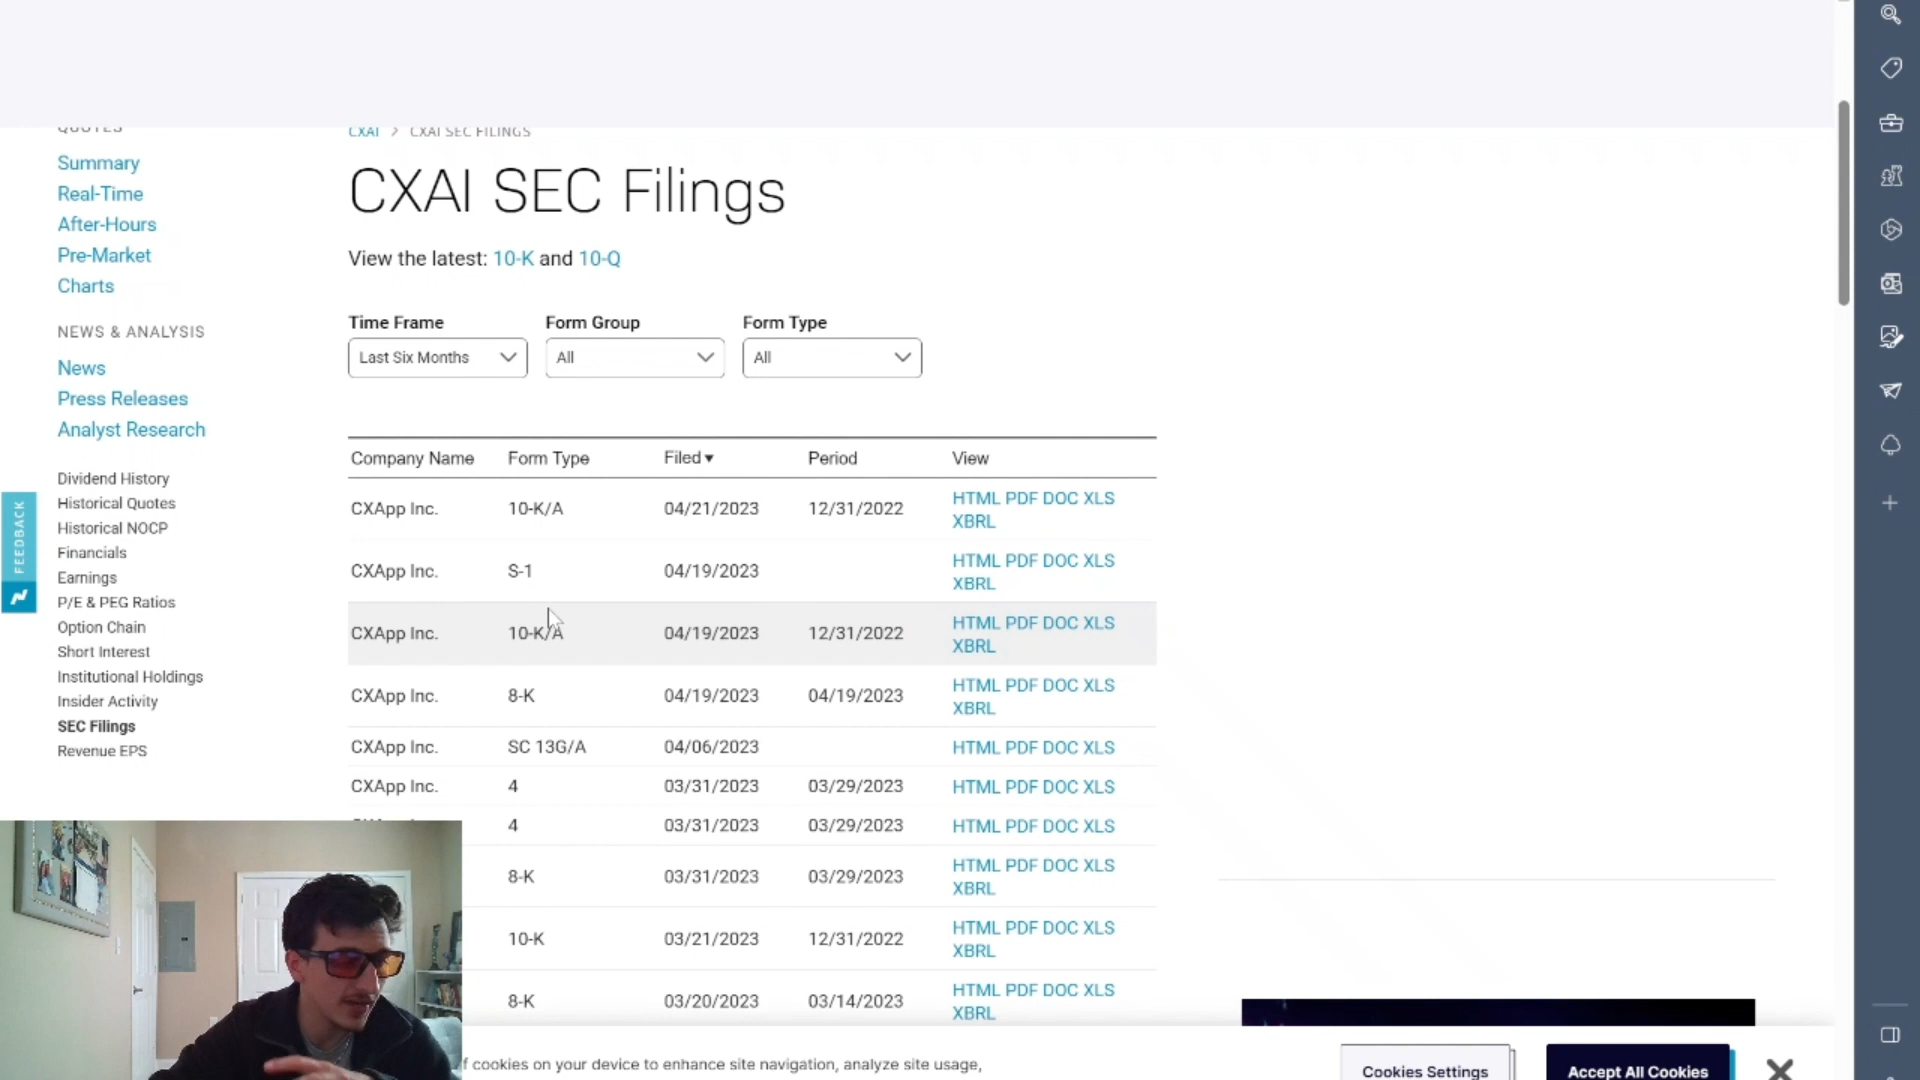 QUOTES
Summary
Real-Time
After-Hours
Pre-Market
Charts
NEWS & ANALYSIS
News
Press Releases
Analyst Research
Dividend History
Historical Quotes
Historical NOCP
Financials
Earnings
P/E & PEG Ratios
Option Chain
Short Interest
Institutional Holdings
Insider Activity
SEC Filings
Revenue EPS
FEEDBACK
CXAI > CXAI SEC FILINGS
CXAI SEC Filings
View the latest: 10-K and 10-Q
Time Frame Form Group Form Type
Last Six Months All All
Company Name Form Type Filed ▾ Period View
CXApp Inc. 10-K/A 04/21/2023 12/31/2022 HTML PDF DOC XLS
XBRL
CXApp Inc. S-1 04/19/2023 HTML PDF DOC XLS
XBRL
CXApp Inc. 10-K/A 04/19/2023 12/31/2022 HTML PDF DOC XLS
XBRL
CXApp Inc. 8-K 04/19/2023 04/19/2023 HTML PDF DOC XLS
XBRL
CXApp Inc. SC 13G/A 04/06/2023 HTML PDF DOC XLS
CXApp Inc. 4 03/31/2023 03/29/2023 HTML PDF DOC XLS
4 03/31/2023 03/29/2023 HTML PDF DOC XLS
8-K 03/31/2023 03/29/2023 HTML PDF DOC XLS
XBRL
10-K 03/21/2023 12/31/2022 HTML PDF DOC XLS
XBRL
8-K 03/20/2023 03/14/2023 HTML PDF DOC XLS
XBRL
f cookies on your device to enhance site navigation, analyze site usage,
Cookies Settings
Accept All Cookies